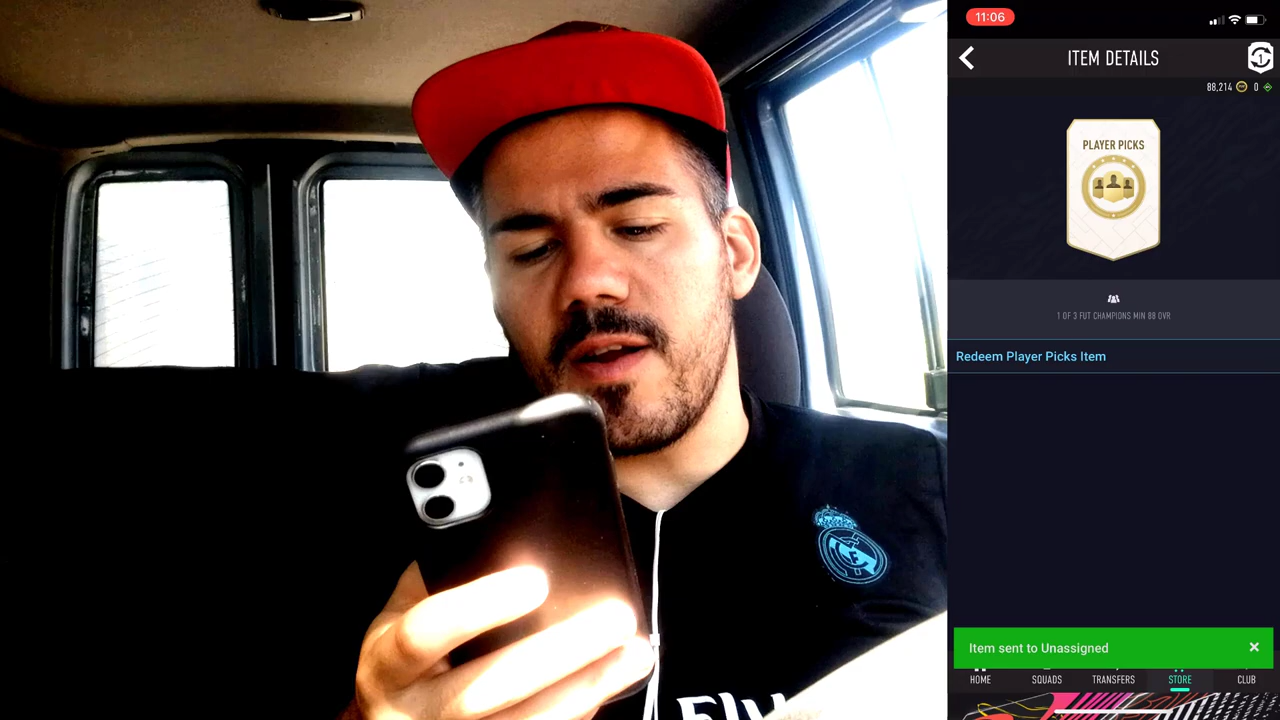 11:06
ITEM DETAILS
88,214 0
PLAYER PICKS
1 OF 3 FUT CHAMPIONS MIN 88 OVR
Redeem Player Picks Item
Item sent to Unassigned
HOME SQUADS TRANSFERS STORE CLUB
Fly